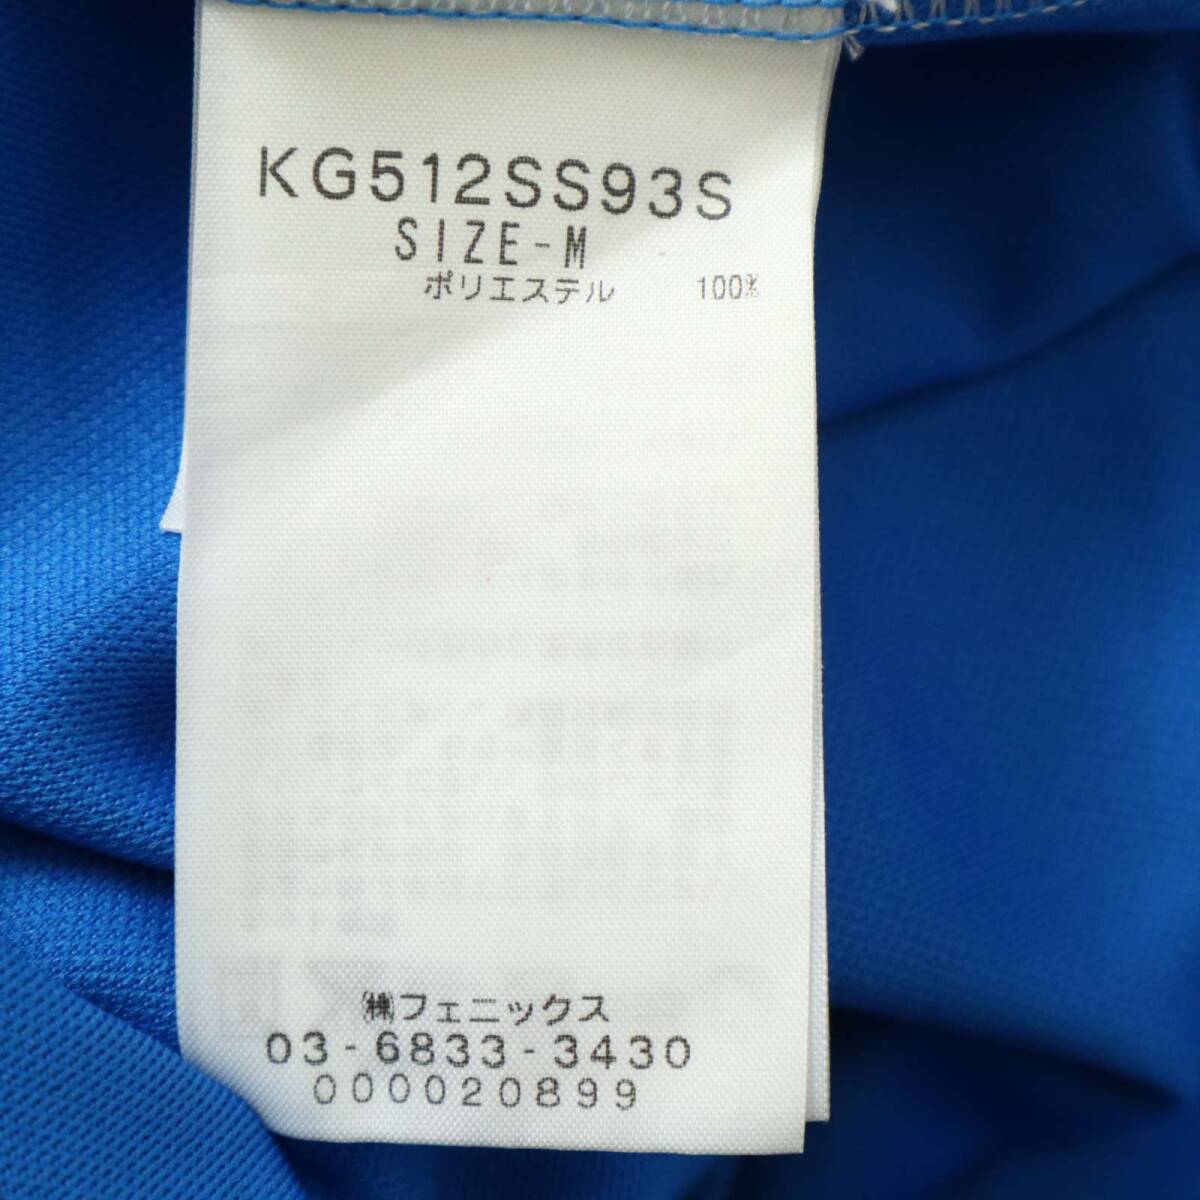 KG512SS93S
SIZE-M
ポリエステル 100%
㈱フェニックス
03-6833-3430
000020899